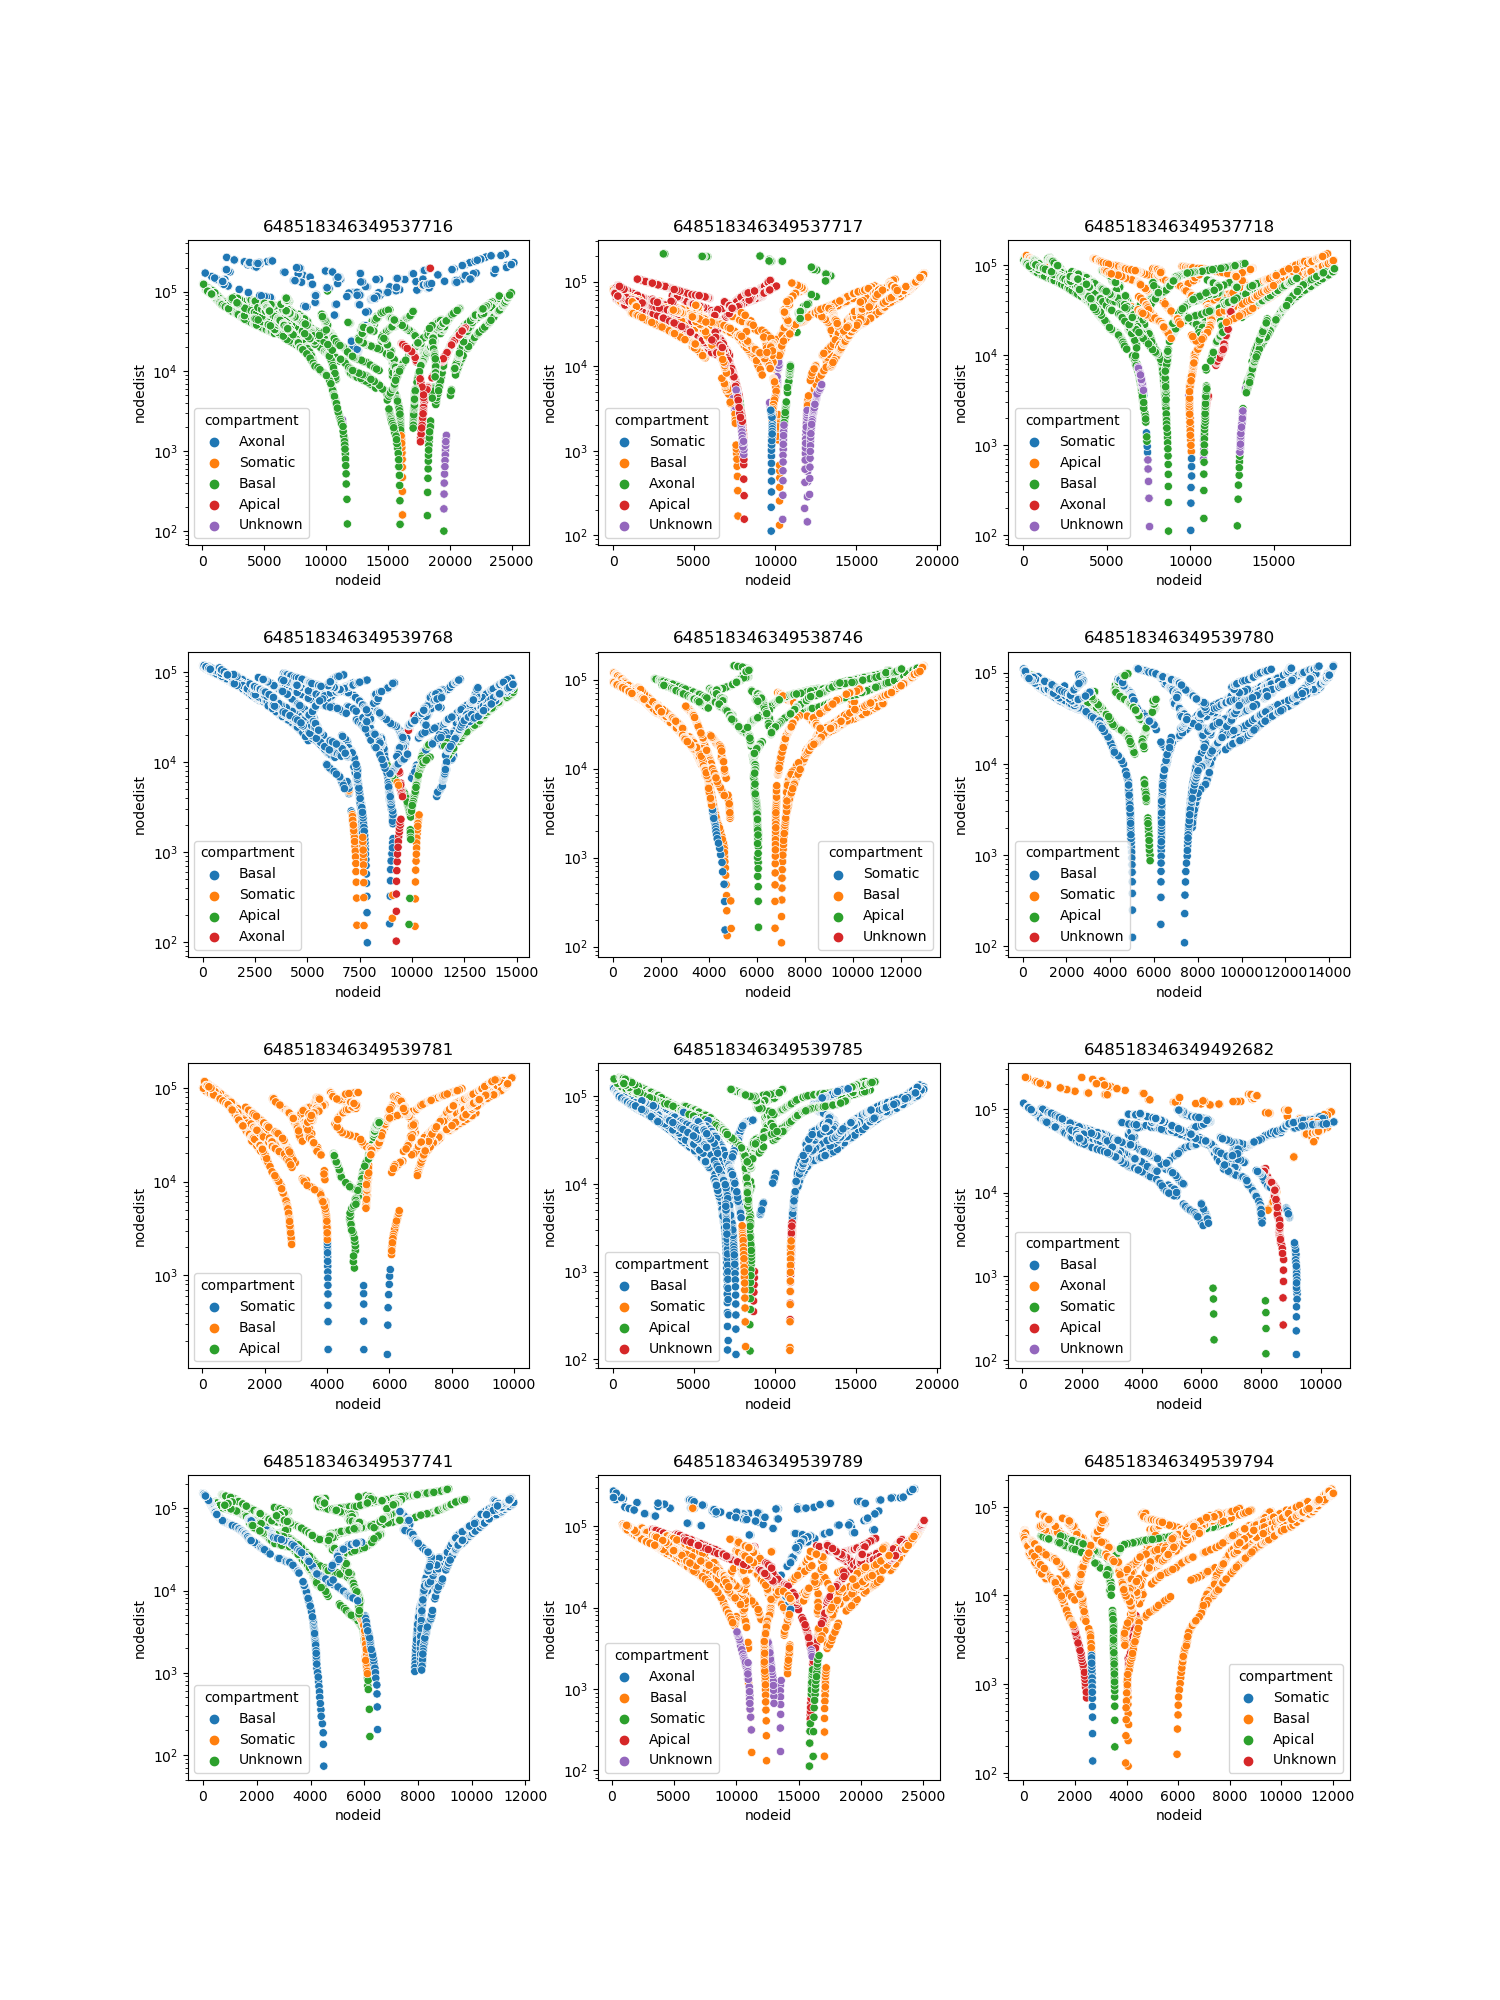 648518346349537716
nodedist
10^5
10^4
10^3
10^2
compartment
Axonal
Somatic
Basal
Apical
Unknown
0 5000 10000 15000 20000 25000
nodeid
648518346349537717
nodedist
10^5
10^4
10^3
10^2
compartment
Somatic
Basal
Axonal
Apical
Unknown
0 5000 10000 15000 20000
nodeid
648518346349537718
nodedist
10^5
10^4
10^3
10^2
compartment
Somatic
Apical
Basal
Axonal
Unknown
0 5000 10000 15000
nodeid
648518346349539768
nodedist
10^5
10^4
10^3
10^2
compartment
Basal
Somatic
Apical
Axonal
0 2500 5000 7500 10000 12500 15000
nodeid
648518346349538746
nodedist
10^5
10^4
10^3
10^2
compartment
Somatic
Basal
Apical
Unknown
0 2000 4000 6000 8000 10000 12000
nodeid
648518346349539780
nodedist
10^5
10^4
10^3
10^2
compartment
Basal
Somatic
Apical
Unknown
0 2000 4000 6000 8000 10000 12000 14000
nodeid
648518346349539781
nodedist
10^5
10^4
10^3
compartment
Somatic
Basal
Apical
0 2000 4000 6000 8000 10000
nodeid
648518346349539785
nodedist
10^5
10^4
10^3
10^2
compartment
Basal
Somatic
Apical
Unknown
0 5000 10000 15000 20000
nodeid
648518346349492682
nodedist
10^5
10^4
10^3
10^2
compartment
Basal
Axonal
Somatic
Apical
Unknown
0 2000 4000 6000 8000 10000
nodeid
648518346349537741
nodedist
10^5
10^4
10^3
10^2
compartment
Basal
Somatic
Unknown
0 2000 4000 6000 8000 10000 12000
nodeid
648518346349539789
nodedist
10^5
10^4
10^3
10^2
compartment
Axonal
Basal
Somatic
Apical
Unknown
0 5000 10000 15000 20000 25000
nodeid
648518346349539794
nodedist
10^5
10^4
10^3
10^2
compartment
Somatic
Basal
Apical
Unknown
0 2000 4000 6000 8000 10000 12000
nodeid